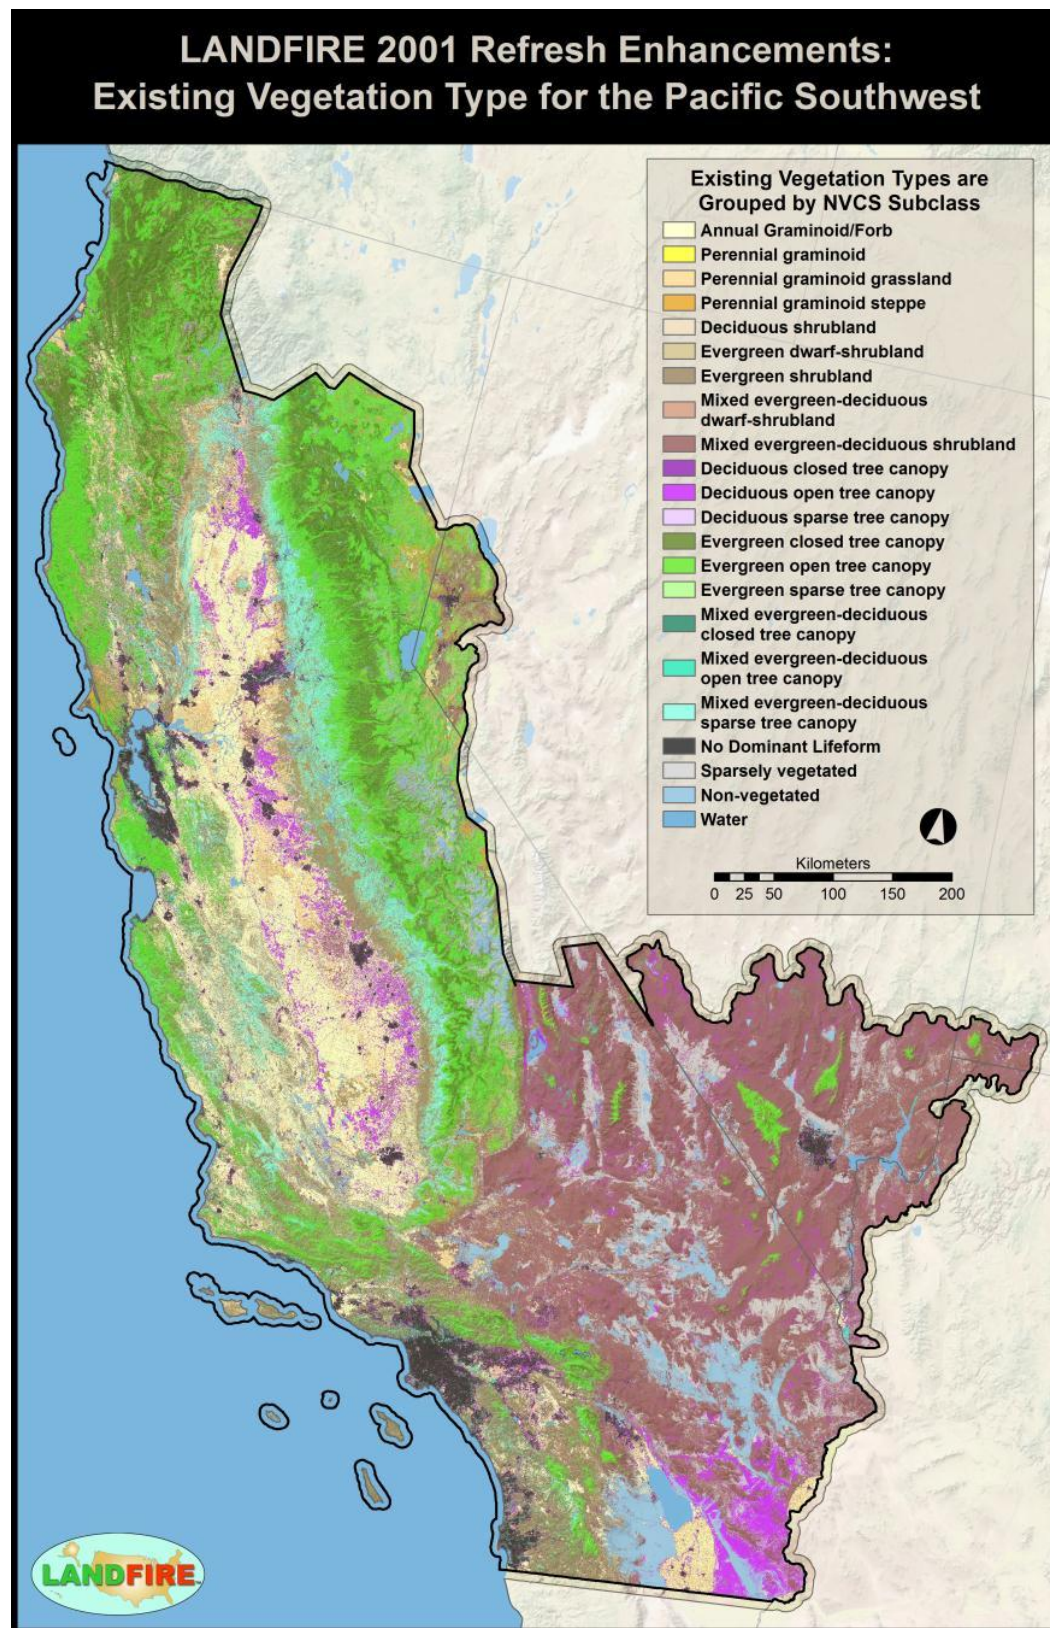 LANDFIRE 2001 Refresh Enhancements:
Existing Vegetation Type for the Pacific Southwest
Existing Vegetation Types are
Grouped by NVCS Subclass
Annual Graminoid/Forb
Perennial graminoid
Perennial graminoid grassland
Perennial graminoid steppe
Deciduous shrubland
Evergreen dwarf-shrubland
Evergreen shrubland
Mixed evergreen-deciduous
dwarf-shrubland
Mixed evergreen-deciduous shrubland
Deciduous closed tree canopy
Deciduous open tree canopy
Deciduous sparse tree canopy
Evergreen closed tree canopy
Evergreen open tree canopy
Evergreen sparse tree canopy
Mixed evergreen-deciduous
closed tree canopy
Mixed evergreen-deciduous
open tree canopy
Mixed evergreen-deciduous
sparse tree canopy
No Dominant Lifeform
Sparsely vegetated
Non-vegetated
Water
Kilometers
0 25 50 100 150 200
LANDFIRE